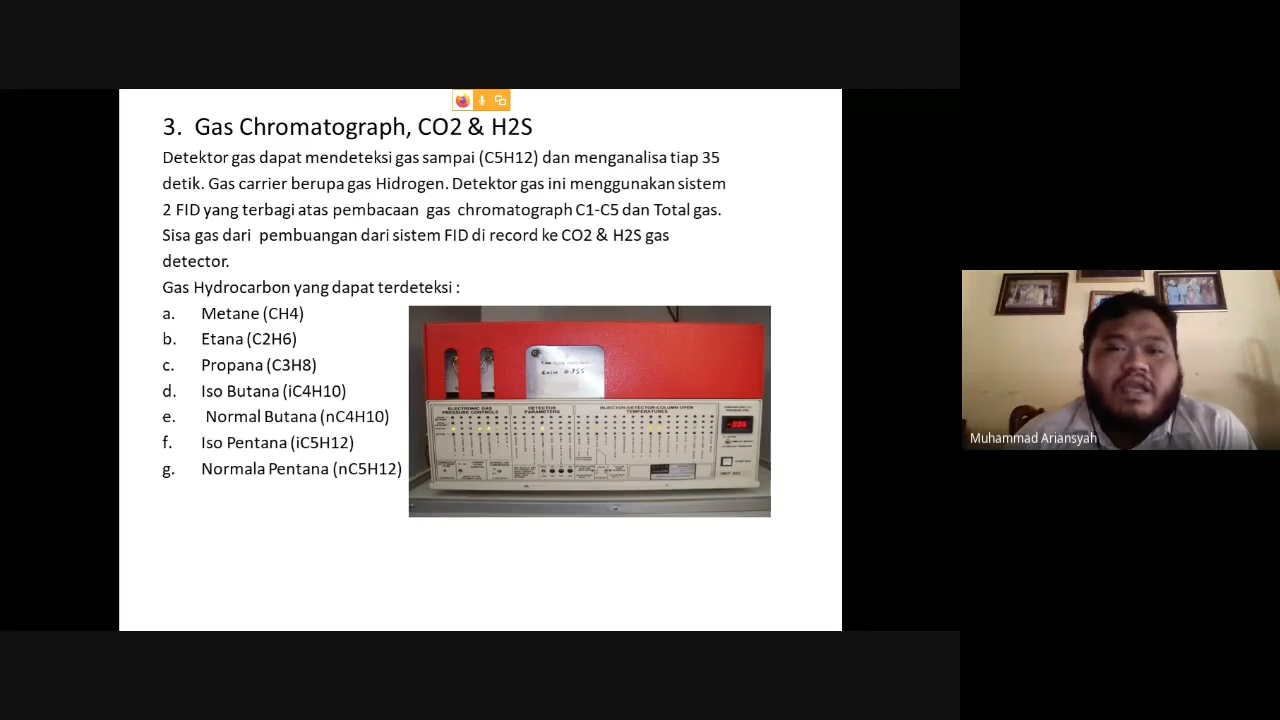 3. Gas Chromatograph, CO2 & H2S
Detektor gas dapat mendeteksi gas sampai (C5H12) dan menganalisa tiap 35
detik. Gas carrier berupa gas Hidrogen. Detektor gas ini menggunakan sistem
2 FID yang terbagi atas pembacaan gas chromatograph C1-C5 dan Total gas.
Sisa gas dari pembuangan dari sistem FID di record ke CO2 & H2S gas
detector.
Gas Hydrocarbon yang dapat terdeteksi :
a. Metane (CH4)
b. Etana (C2H6)
c. Propana (C3H8)
d. Iso Butana (iC4H10)
e. Normal Butana (nC4H10)
f. Iso Pentana (iC5H12)
g. Normala Pentana (nC5H12)
ELECTRONIC GAS
PRESSURE CONTROLS
DETECTOR
PARAMETERS
INJECTOR-DETECTOR-COLUMN OVEN
TEMPERATURES
Muhammad Ariansyah